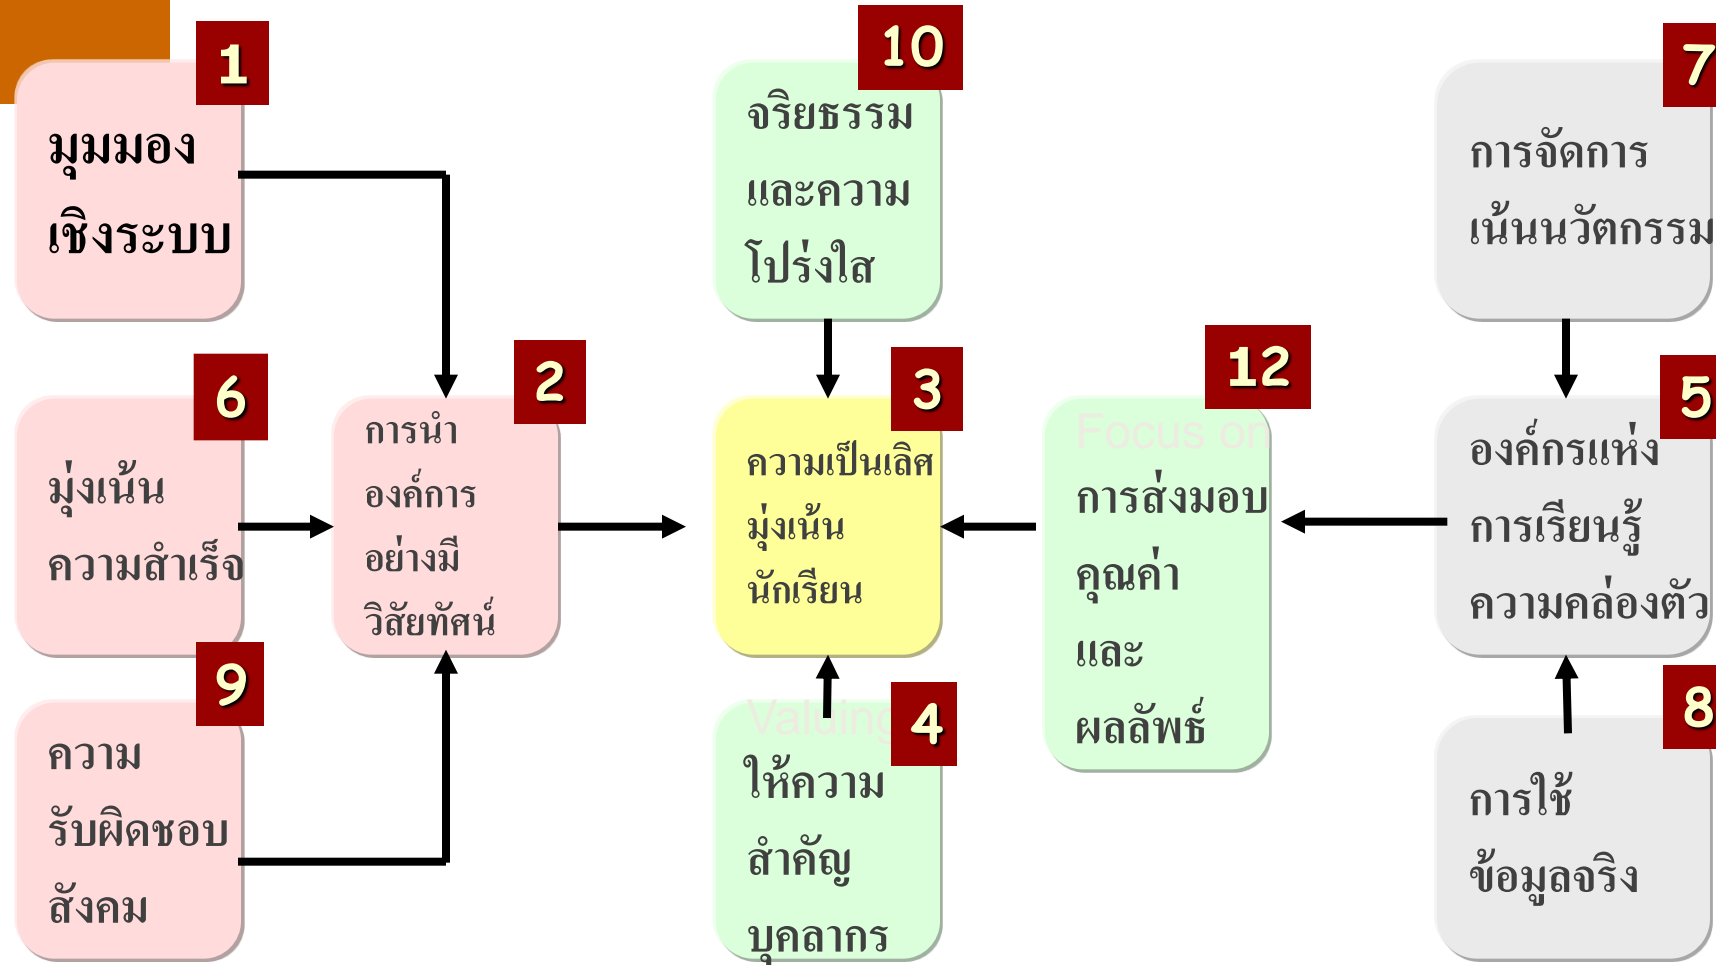 1
มุมมอง
เชิงระบบ
10
จริยธรรม
และความ
โปร่งใส
7
การจัดการ
เน้นนวัตกรรม
6
มุ่งเน้น
ความสำเร็จ
2
การนำ
องค์การ
อย่างมี
วิสัยทัศน์
3
ความเป็นเลิศ
มุ่งเน้น
นักเรียน
12
Focus on
การส่งมอบ
คุณค่า
และ
ผลลัพธ์
5
องค์กรแห่ง
การเรียนรู้
ความคล่องตัว
9
ความ
รับผิดชอบ
สังคม
4
Valuing
ให้ความ
สำคัญ
บุคลากร
8
การใช้
ข้อมูลจริง